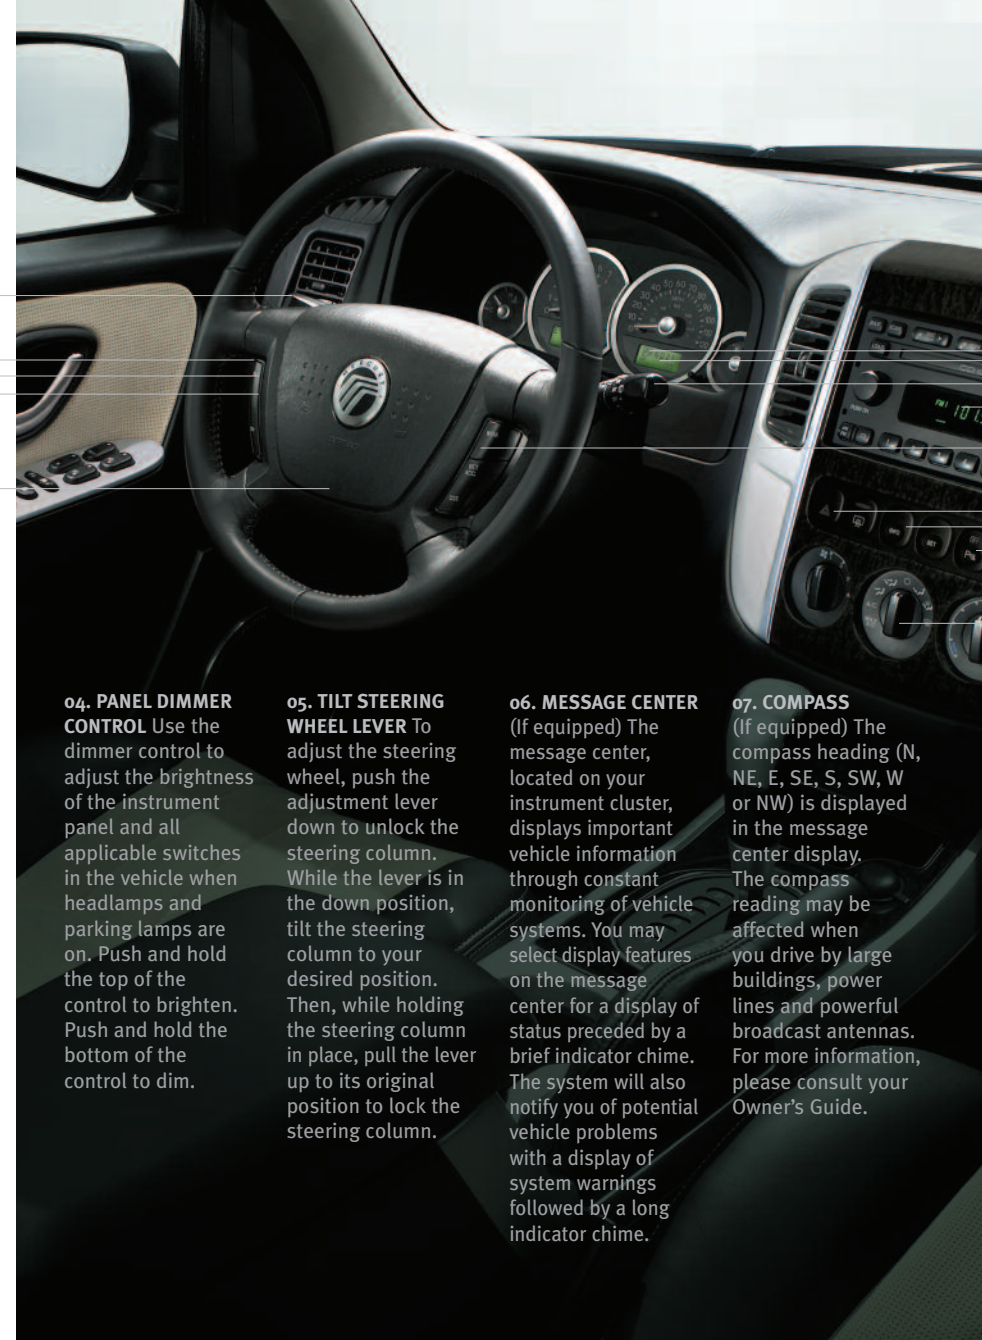 04. PANEL DIMMER
CONTROL Use the
dimmer control to
adjust the brightness
of the instrument
panel and all
applicable switches
in the vehicle when
headlamps and
parking lamps are
on. Push and hold
the top of the
control to brighten.
Push and hold the
bottom of the
control to dim.
05. TILT STEERING
WHEEL LEVER To
adjust the steering
wheel, push the
adjustment lever
down to unlock the
steering column.
While the lever is in
the down position,
tilt the steering
column to your
desired position.
Then, while holding
the steering column
in place, pull the lever
up to its original
position to lock the
steering column.
06. MESSAGE CENTER
(If equipped) The
message center,
located on your
instrument cluster,
displays important
vehicle information
through constant
monitoring of vehicle
systems. You may
select display features
on the message
center for a display of
status preceded by a
brief indicator chime.
The system will also
notify you of potential
vehicle problems
with a display of
system warnings
followed by a long
indicator chime.
07. COMPASS
(If equipped) The
compass heading (N,
NE, E, SE, S, SW, W
or NW) is displayed
in the message
center display.
The compass
reading may be
affected when
you drive by large
buildings, power
lines and powerful
broadcast antennas.
For more information,
please consult your
Owner's Guide.